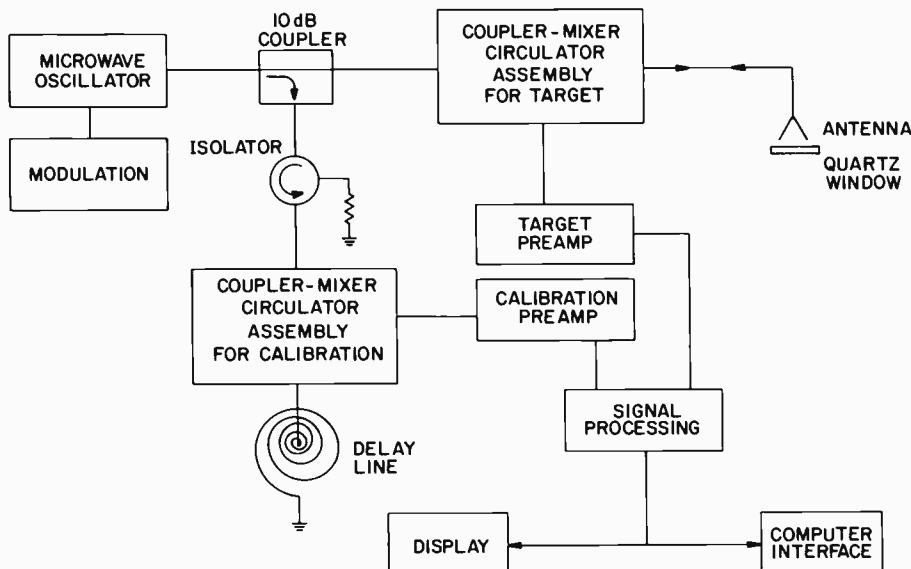 10 dB
COUPLER
MICROWAVE
OSCILLATOR
COUPLER-MIXER
CIRCULATOR
ASSEMBLY
FOR TARGET
MODULATION
ISOLATOR
ANTENNA
QUARTZ
WINDOW
TARGET
PREAMP
COUPLER-MIXER
CIRCULATOR
ASSEMBLY
FOR CALIBRATION
CALIBRATION
PREAMP
SIGNAL
PROCESSING
DELAY
LINE
DISPLAY
COMPUTER
INTERFACE